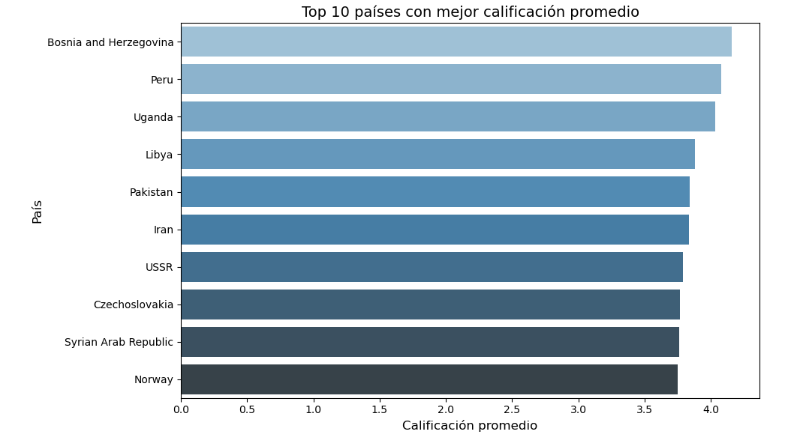 Top 10 países con mejor calificación promedio
País
Bosnia and Herzegovina
Peru
Uganda
Libya
Pakistan
Iran
USSR
Czechoslovakia
Syrian Arab Republic
Norway
0.0 0.5 1.0 1.5 2.0 2.5 3.0 3.5 4.0
Calificación promedio